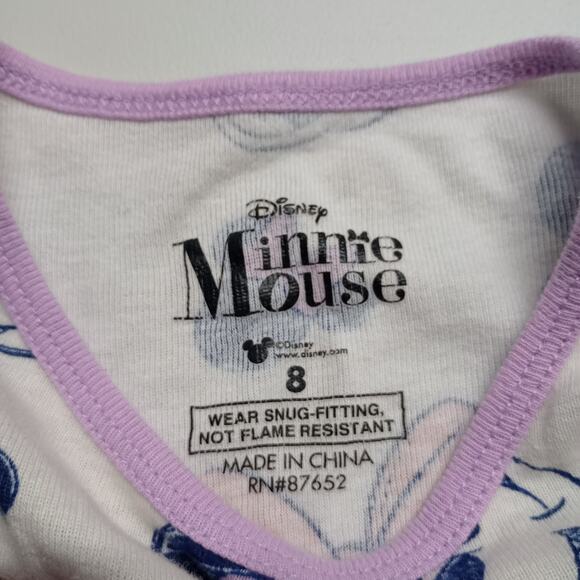 Disney
Minnie
Mouse
©Disney
www.disney.com
8
WEAR SNUG-FITTING,
NOT FLAME RESISTANT
MADE IN CHINA
RN#87652